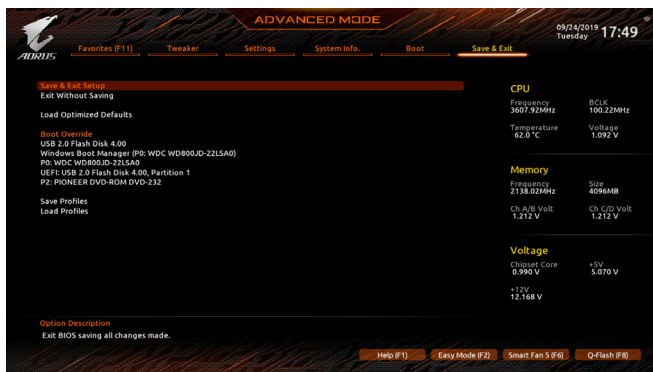 ADVANCED MODE
09/24/2019 17:49
Tuesday
AORUS
Favorites (F11) Tweaker Settings System Info. Boot Save & Exit
Save & Exit Setup
Exit Without Saving
Load Optimized Defaults
Boot Override
USB 2.0 Flash Disk 4.00
Windows Boot Manager (P0: WDC WD800JD-22LSA0)
P0: WDC WD800JD-22LSA0
UEFI: USB 2.0 Flash Disk 4.00, Partition 1
P2: PIONEER DVD-ROM DVD-232
Save Profiles
Load Profiles
CPU
Frequency BCLK
3607.92MHz 100.22MHz
Temperature Voltage
62.0 °C 1.092 V
Memory
Frequency Size
2138.02MHz 4096MB
Ch A/B Volt Ch C/D Volt
1.212 V 1.212 V
Voltage
Chipset Core +5V
0.990 V 5.070 V
+12V
12.168 V
Option Description
Exit BIOS saving all changes made.
Help (F1) Easy Mode (F2) Smart Fan 5 (F6) Q-Flash (F8)